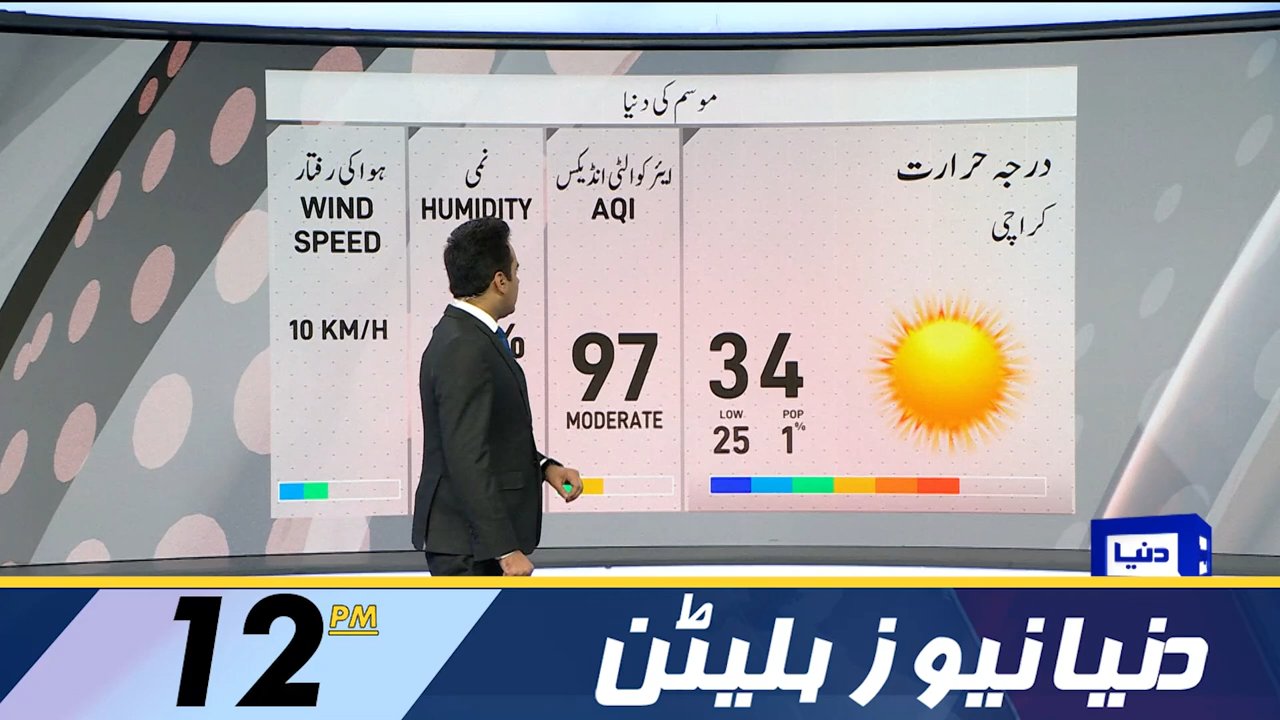 موسم کی دنیا
درجہ حرارت
کراچی
34
LOW
25
POP
1%
ایئر کوالٹی انڈیکس
AQI
97
MODERATE
نمی
HUMIDITY
%
ہوا کی رفتار
WIND
SPEED
10 KM/H
دنیا
12 PM
دنیا نیوز بلیٹن